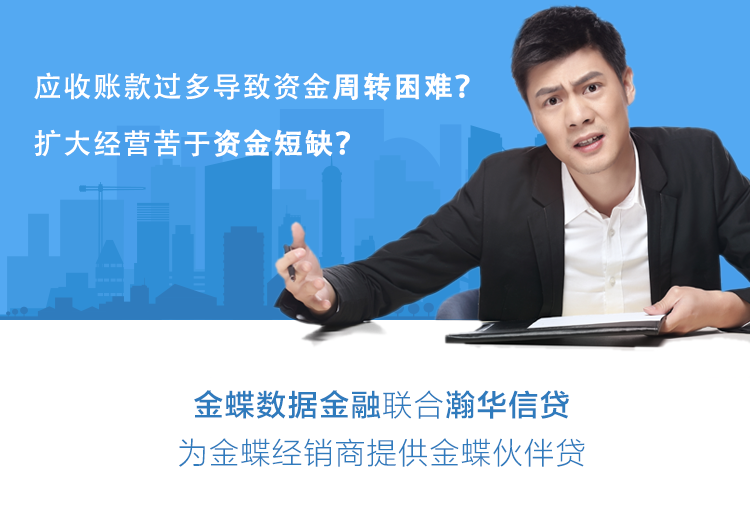 应收账款过多导致资金周转困难?
扩大经营苦于资金短缺?
金蝶数据金融联合瀚华信贷
为金蝶经销商提供金蝶伙伴贷